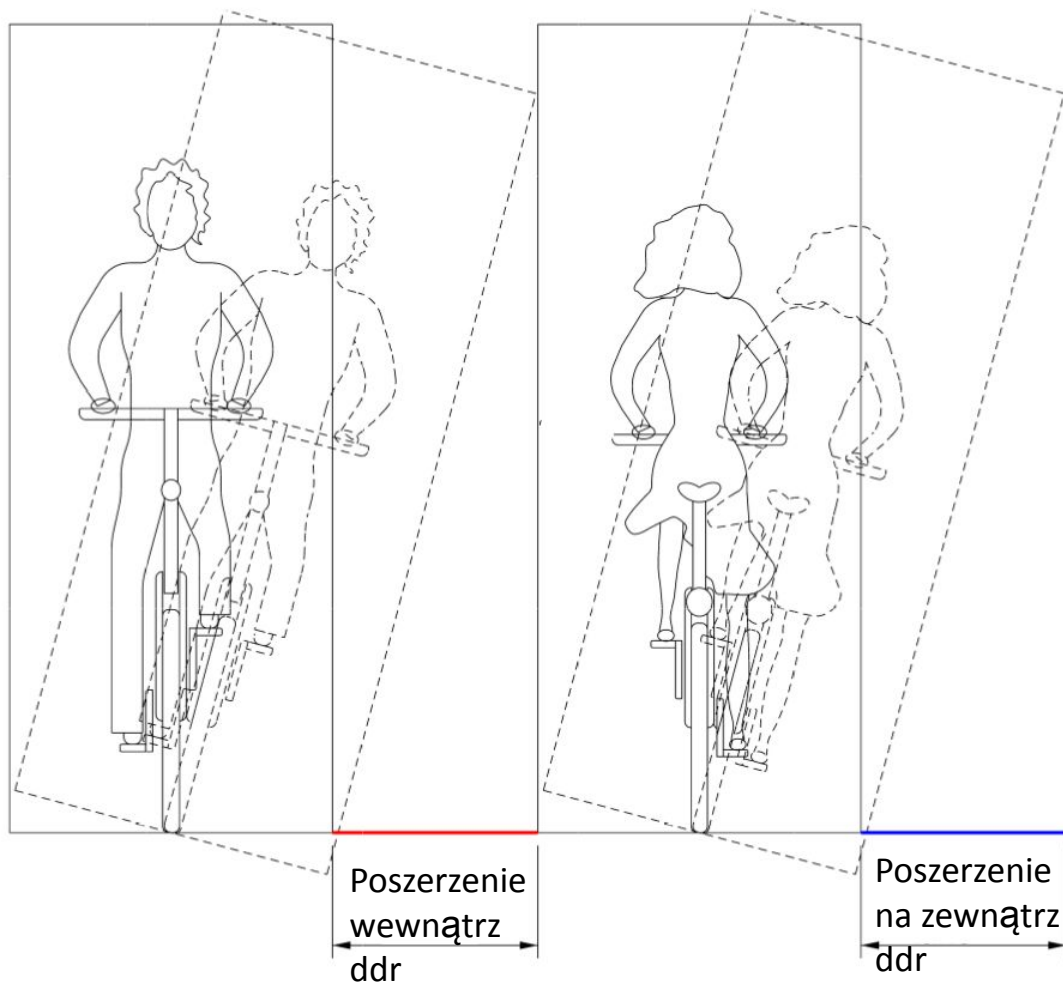 Poszerzenie
wewnątrz
ddr
Poszerzenie
na zewnątrz
ddr